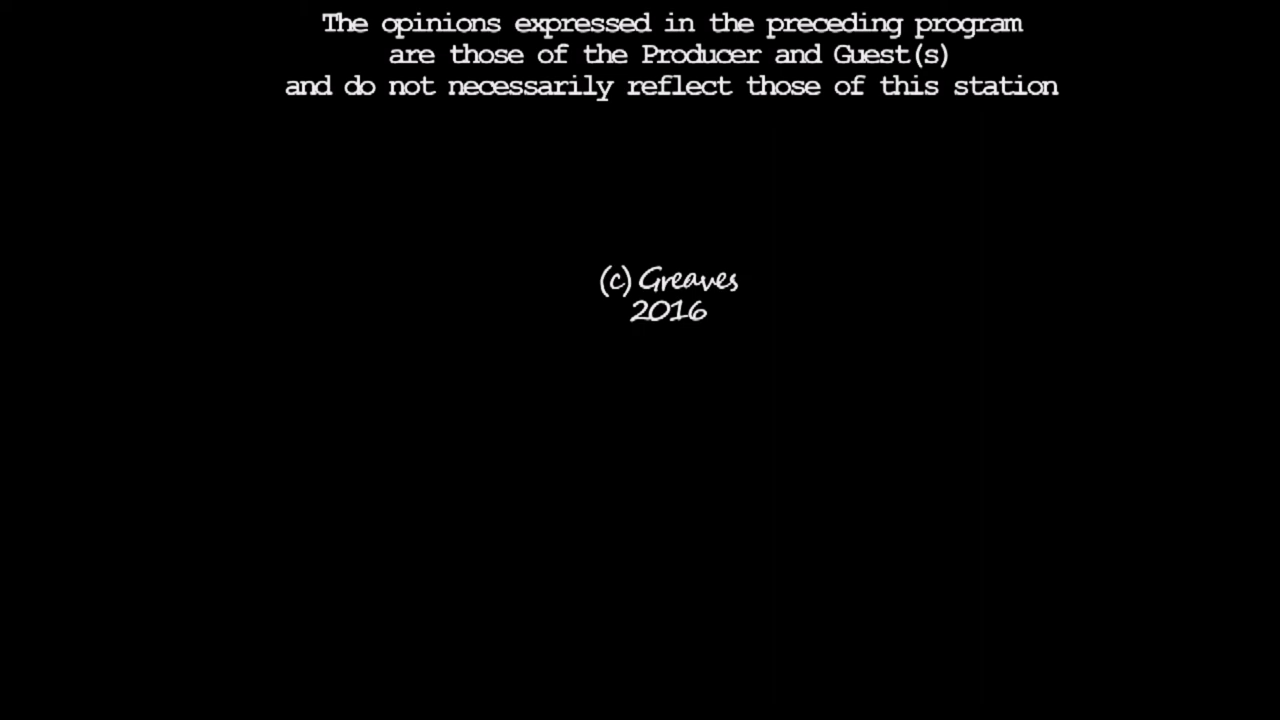 The opinions expressed in the preceding program
are those of the Producer and Guest(s)
and do not necessarily reflect those of this station
(c) Greaves
2016